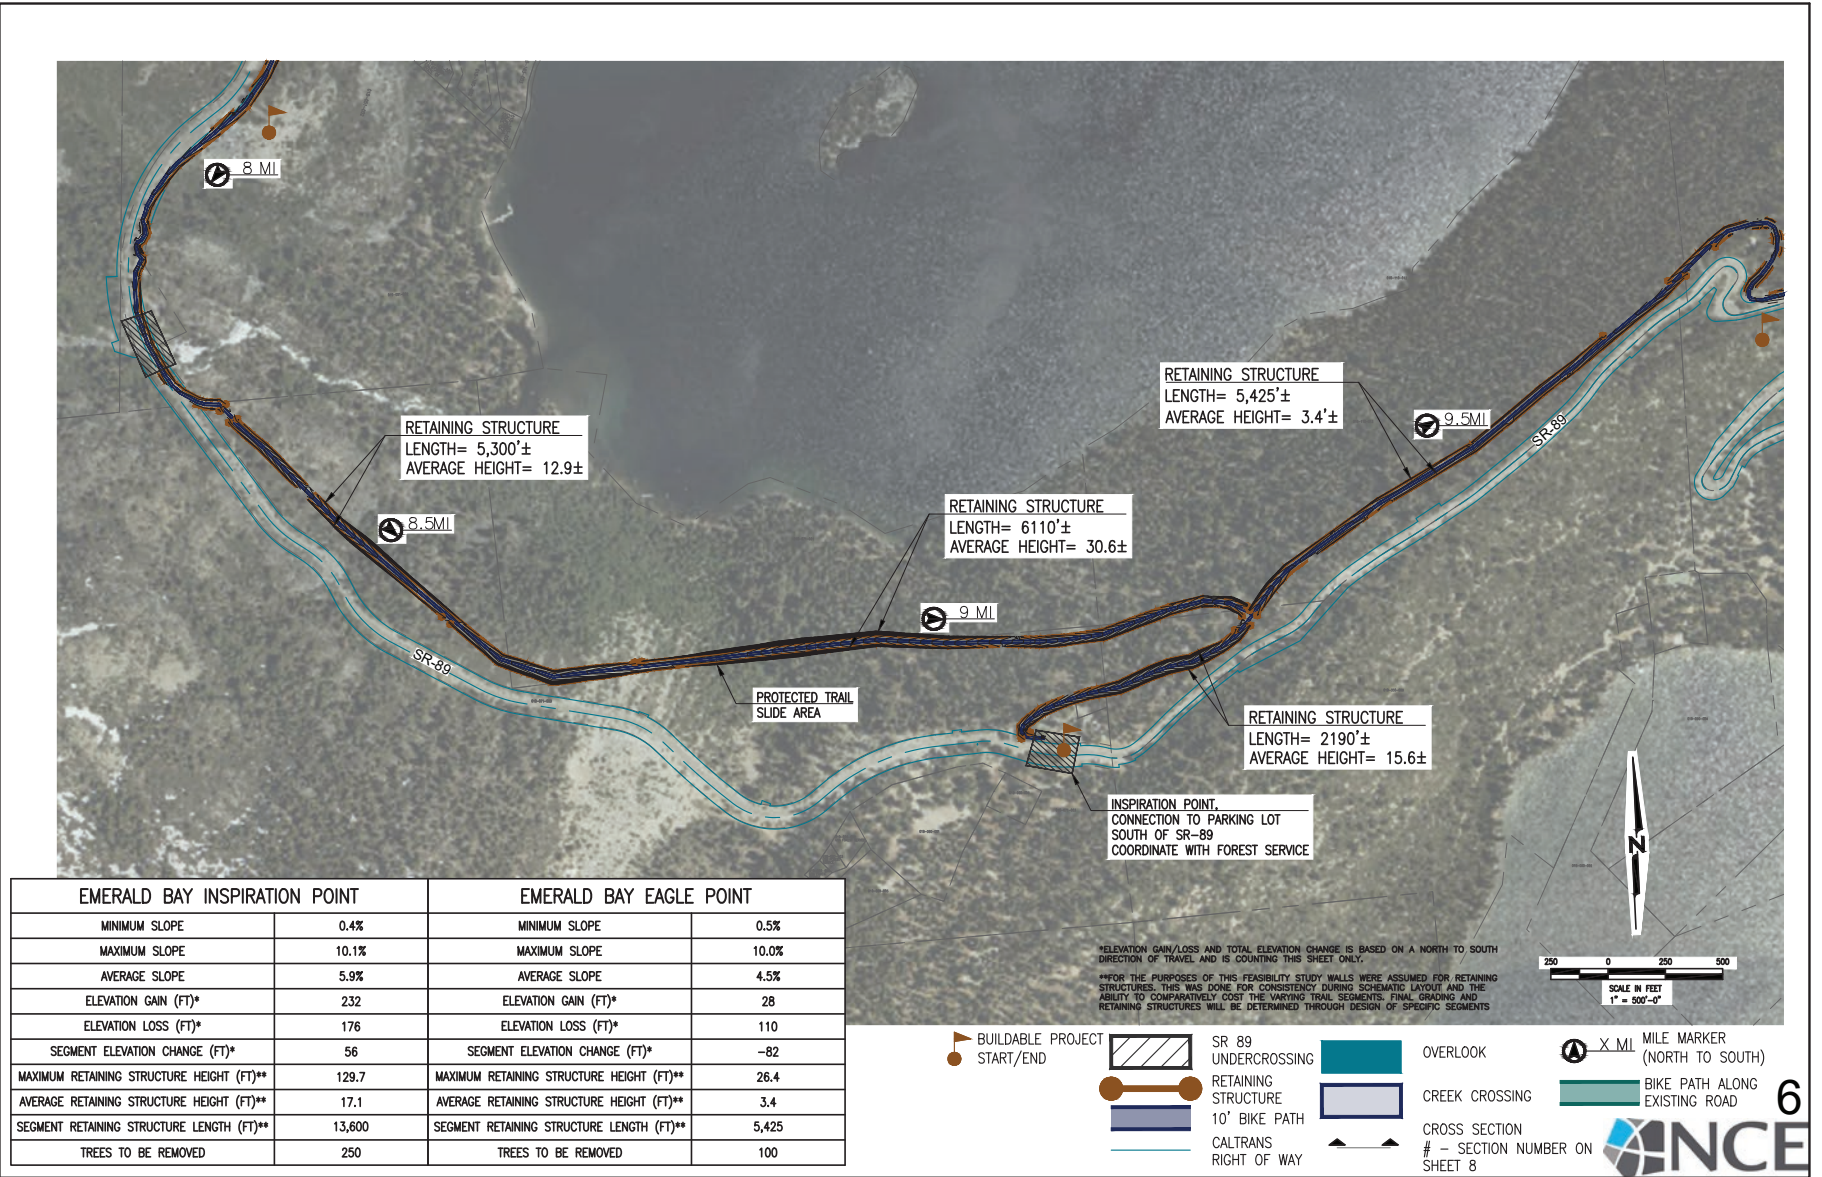 8 MI
RETAINING STRUCTURE
LENGTH= 5,300'±
AVERAGE HEIGHT= 12.9±
8.5MI
SR-89
RETAINING STRUCTURE
LENGTH= 6110'±
AVERAGE HEIGHT= 30.6±
9 MI
PROTECTED TRAIL
SLIDE AREA
RETAINING STRUCTURE
LENGTH= 5,425'±
AVERAGE HEIGHT= 3.4'±
9.5MI
SR-89
RETAINING STRUCTURE
LENGTH= 2190'±
AVERAGE HEIGHT= 15.6±
INSPIRATION POINT.
CONNECTION TO PARKING LOT
SOUTH OF SR-89
COORDINATE WITH FOREST SERVICE
N
250 0 250 500
SCALE IN FEET
1" = 500'-0"
*ELEVATION GAIN/LOSS AND TOTAL ELEVATION CHANGE IS BASED ON A NORTH TO SOUTH
DIRECTION OF TRAVEL AND IS COUNTING THIS SHEET ONLY.
**FOR THE PURPOSES OF THIS FEASIBILITY STUDY WALLS WERE ASSUMED FOR RETAINING
STRUCTURES. THIS WAS DONE FOR CONSISTENCY DURING SCHEMATIC LAYOUT AND THE
ABILITY TO COMPARATIVELY COST THE VARYING TRAIL SEGMENTS. FINAL GRADING AND
RETAINING STRUCTURES WILL BE DETERMINED THROUGH DESIGN OF SPECIFIC SEGMENTS
EMERALD BAY INSPIRATION POINT EMERALD BAY EAGLE POINT
MINIMUM SLOPE 0.4% MINIMUM SLOPE 0.5%
MAXIMUM SLOPE 10.1% MAXIMUM SLOPE 10.0%
AVERAGE SLOPE 5.9% AVERAGE SLOPE 4.5%
ELEVATION GAIN (FT)* 232 ELEVATION GAIN (FT)* 28
ELEVATION LOSS (FT)* 176 ELEVATION LOSS (FT)* 110
SEGMENT ELEVATION CHANGE (FT)* 56 SEGMENT ELEVATION CHANGE (FT)* -82
MAXIMUM RETAINING STRUCTURE HEIGHT (FT)** 129.7 MAXIMUM RETAINING STRUCTURE HEIGHT (FT)** 26.4
AVERAGE RETAINING STRUCTURE HEIGHT (FT)** 17.1 AVERAGE RETAINING STRUCTURE HEIGHT (FT)** 3.4
SEGMENT RETAINING STRUCTURE LENGTH (FT)** 13,600 SEGMENT RETAINING STRUCTURE LENGTH (FT)** 5,425
TREES TO BE REMOVED 250 TREES TO BE REMOVED 100
BUILDABLE PROJECT
START/END
SR 89
UNDERCROSSING
RETAINING
STRUCTURE
10' BIKE PATH
CALTRANS
RIGHT OF WAY
OVERLOOK
CREEK CROSSING
CROSS SECTION
# - SECTION NUMBER ON
SHEET 8
X MI
MILE MARKER
(NORTH TO SOUTH)
BIKE PATH ALONG
EXISTING ROAD
6
NCE